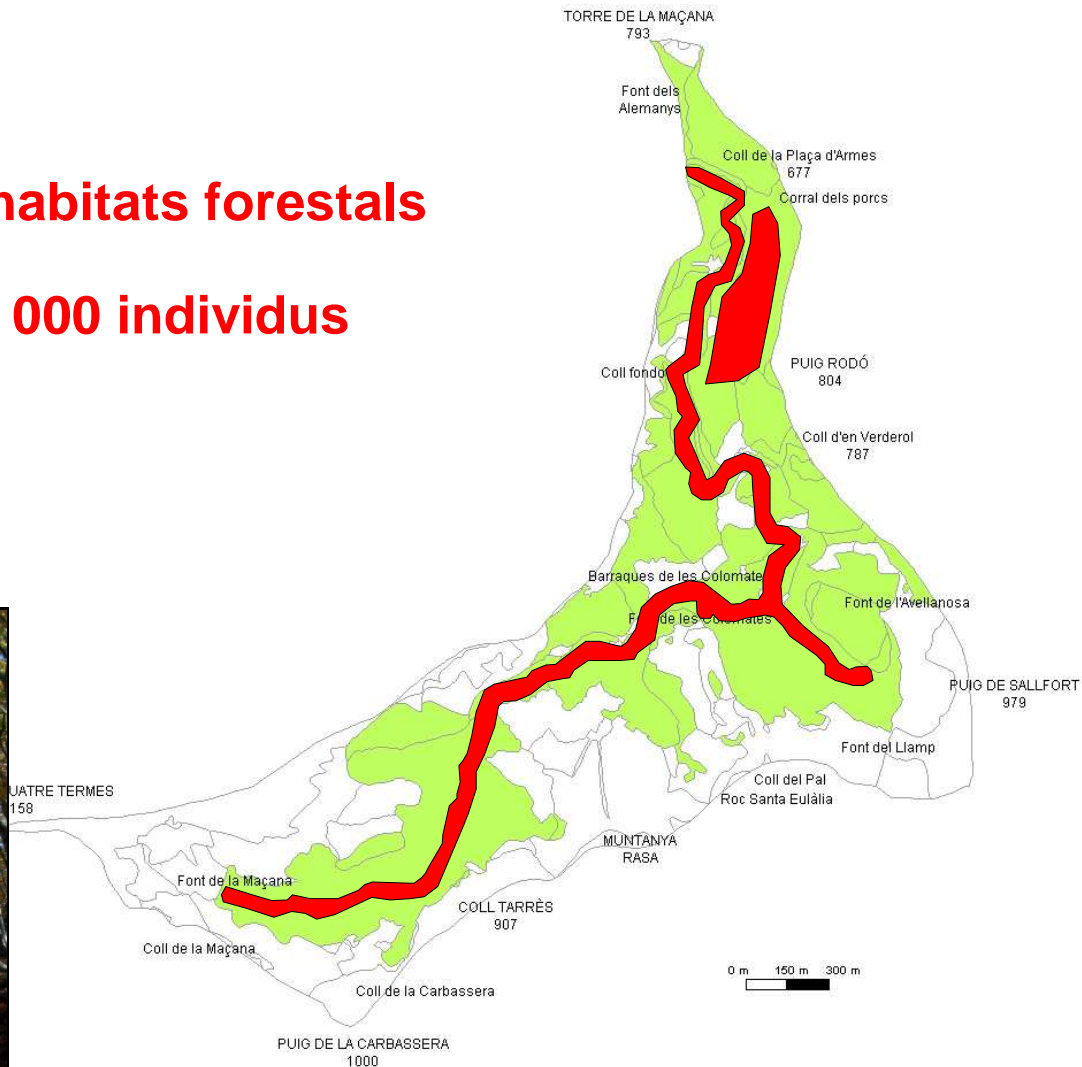 TORRE DE LA MAÇANA
793
Font dels
Alemanys
Coll de la Plaça d'Armes
677
Corral dels porcs
habitats forestals
000 individus
PUIG RODÓ
804
Coll fondo
Coll d'en Verderol
787
Barraques de les Colomate
Font de l'Avellanosa
de les Colomates
PUIG DE SALLFORT
979
Font del Llamp
Coll del Pal
Roc Santa Eulàlia
UATRE TERMES
158
MUNTANYA
RASA
Font de la Maçana
COLL TARRÈS
907
Coll de la Maçana
0 m 150 m 300 m
Coll de la Carbassera
PUIG DE LA CARBASSERA
1000